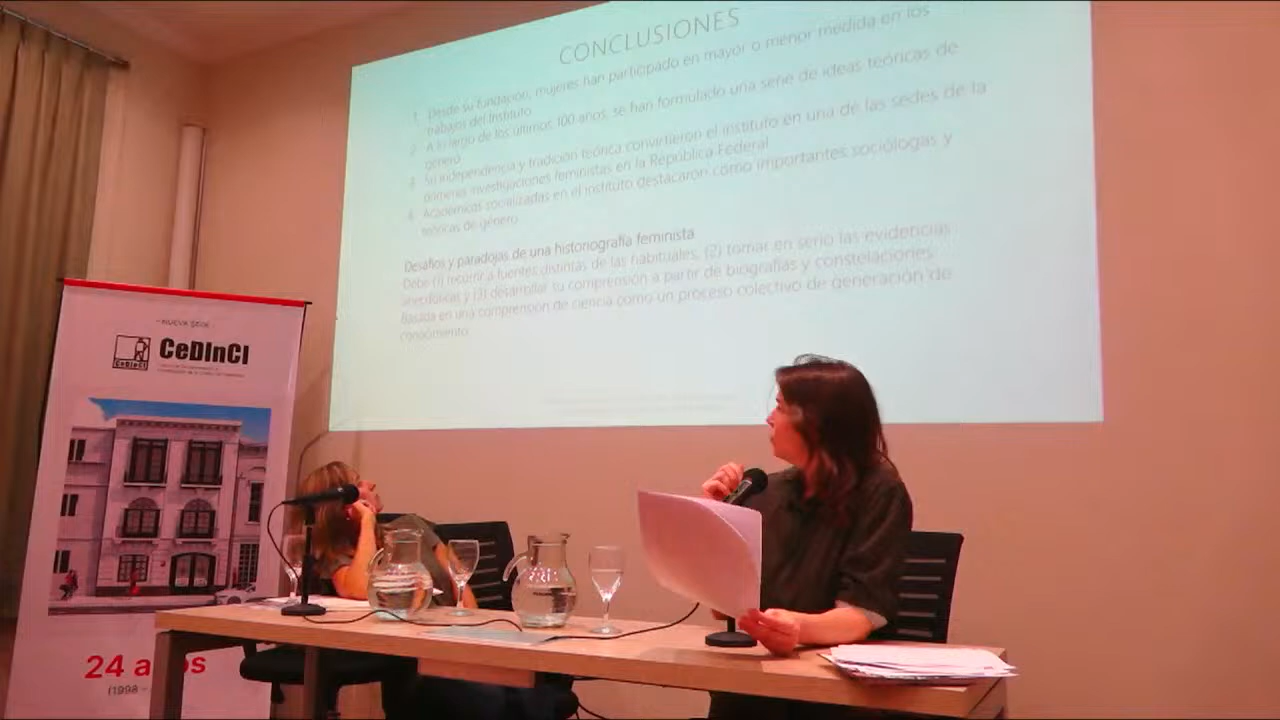 CONCLUSIONES
1. Desde su fundación, mujeres han participado en mayor o menor medida en los
trabajos del Instituto
2. A lo largo de los últimos 100 años, se han formulado una serie de ideas teóricas de
género
3. Su independencia y tradición teórica convirtieron el instituto en una de las sedes de la
primeras investigaciones feministas en la República Federal
4. Académicas socializadas en el instituto destacaron como importantes sociólogas y
teóricas de género
Desafíos y paradojas de una historiografía feminista
Debe (1) recurrir a fuentes distintas de las habituales, (2) tomar en serio las evidencias
anecdóticas y (3) desarrollar su comprensión a partir de biografías y constelaciones
Basada en una comprensión de ciencia como un proceso colectivo de generación de
conocimiento
- NUEVA SEDE
CeDInCI
CeDInCI
24 a os
(1998 -